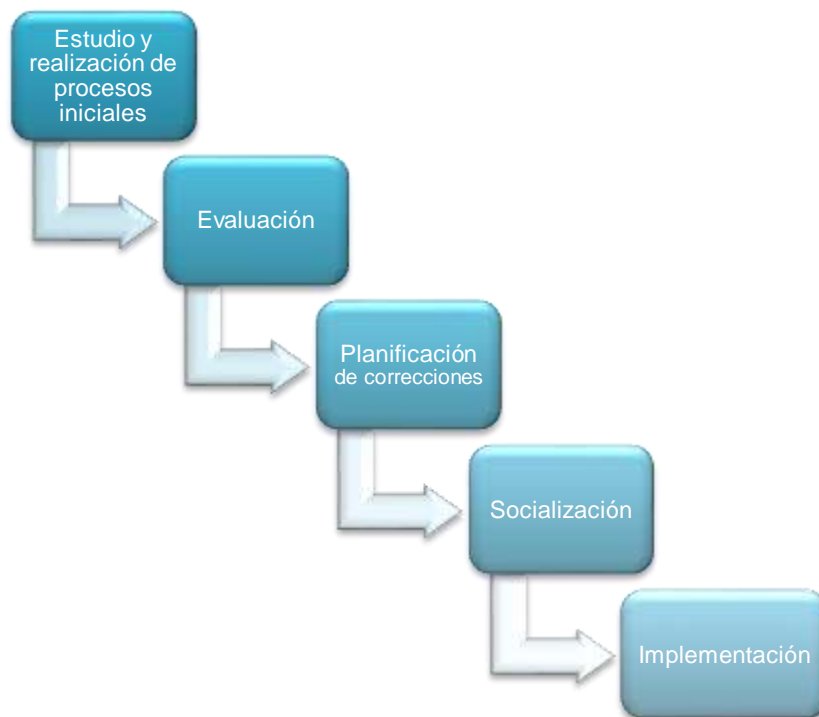 Estudio y
realización de
procesos
iniciales
Evaluación
Planificación
de correcciones
Socialización
Implementación